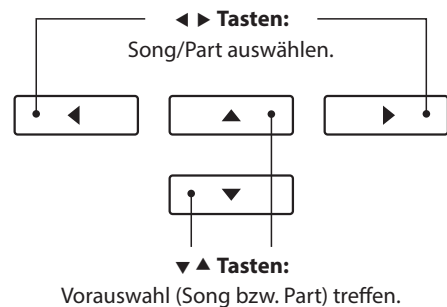 ◀ ▶ Tasten:
Song/Part auswählen.
◀
▲
▶
▼
▼ ▲ Tasten:
Vorauswahl (Song bzw. Part) treffen.